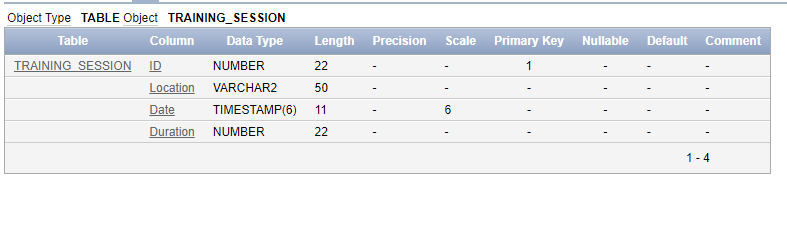 Object Type TABLE Object TRAINING_SESSION
Table Column Data Type Length Precision Scale Primary Key Nullable Default Comment
TRAINING_SESSION ID NUMBER 22 - - 1 - - -
Location VARCHAR2 50 - - - - - -
Date TIMESTAMP(6) 11 - 6 - - - -
Duration NUMBER 22 - - - - - -
1 - 4